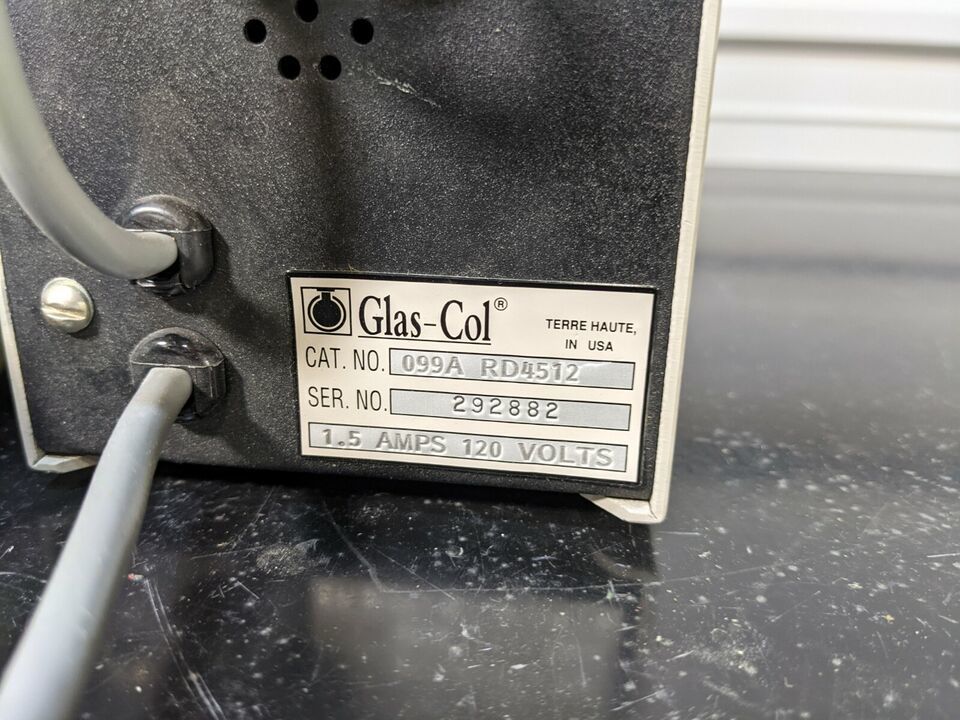 Glas-Col®
TERRE HAUTE,
IN USA
CAT. NO. 099A RD4512
SER. NO. 292882
1.5 AMPS 120 VOLTS